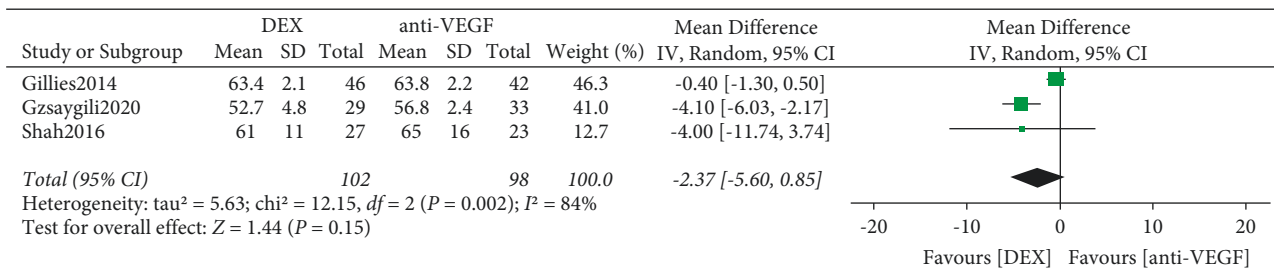 DEX anti-VEGF Mean Difference Mean Difference
Study or Subgroup Mean SD Total Mean SD Total Weight (%) IV, Random, 95% CI IV, Random, 95% CI
Gillies2014 63.4 2.1 46 63.8 2.2 42 46.3 -0.40 [-1.30, 0.50]
Gzsaygili2020 52.7 4.8 29 56.8 2.4 33 41.0 -4.10 [-6.03, -2.17]
Shah2016 61 11 27 65 16 23 12.7 -4.00 [-11.74, 3.74]
Total (95% CI) 102 98 100.0 -2.37 [-5.60, 0.85]
Heterogeneity: tau² = 5.63; chi² = 12.15, df = 2 (P = 0.002); I² = 84%
Test for overall effect: Z = 1.44 (P = 0.15)
-20 -10 0 10 20
Favours [DEX] Favours [anti-VEGF]